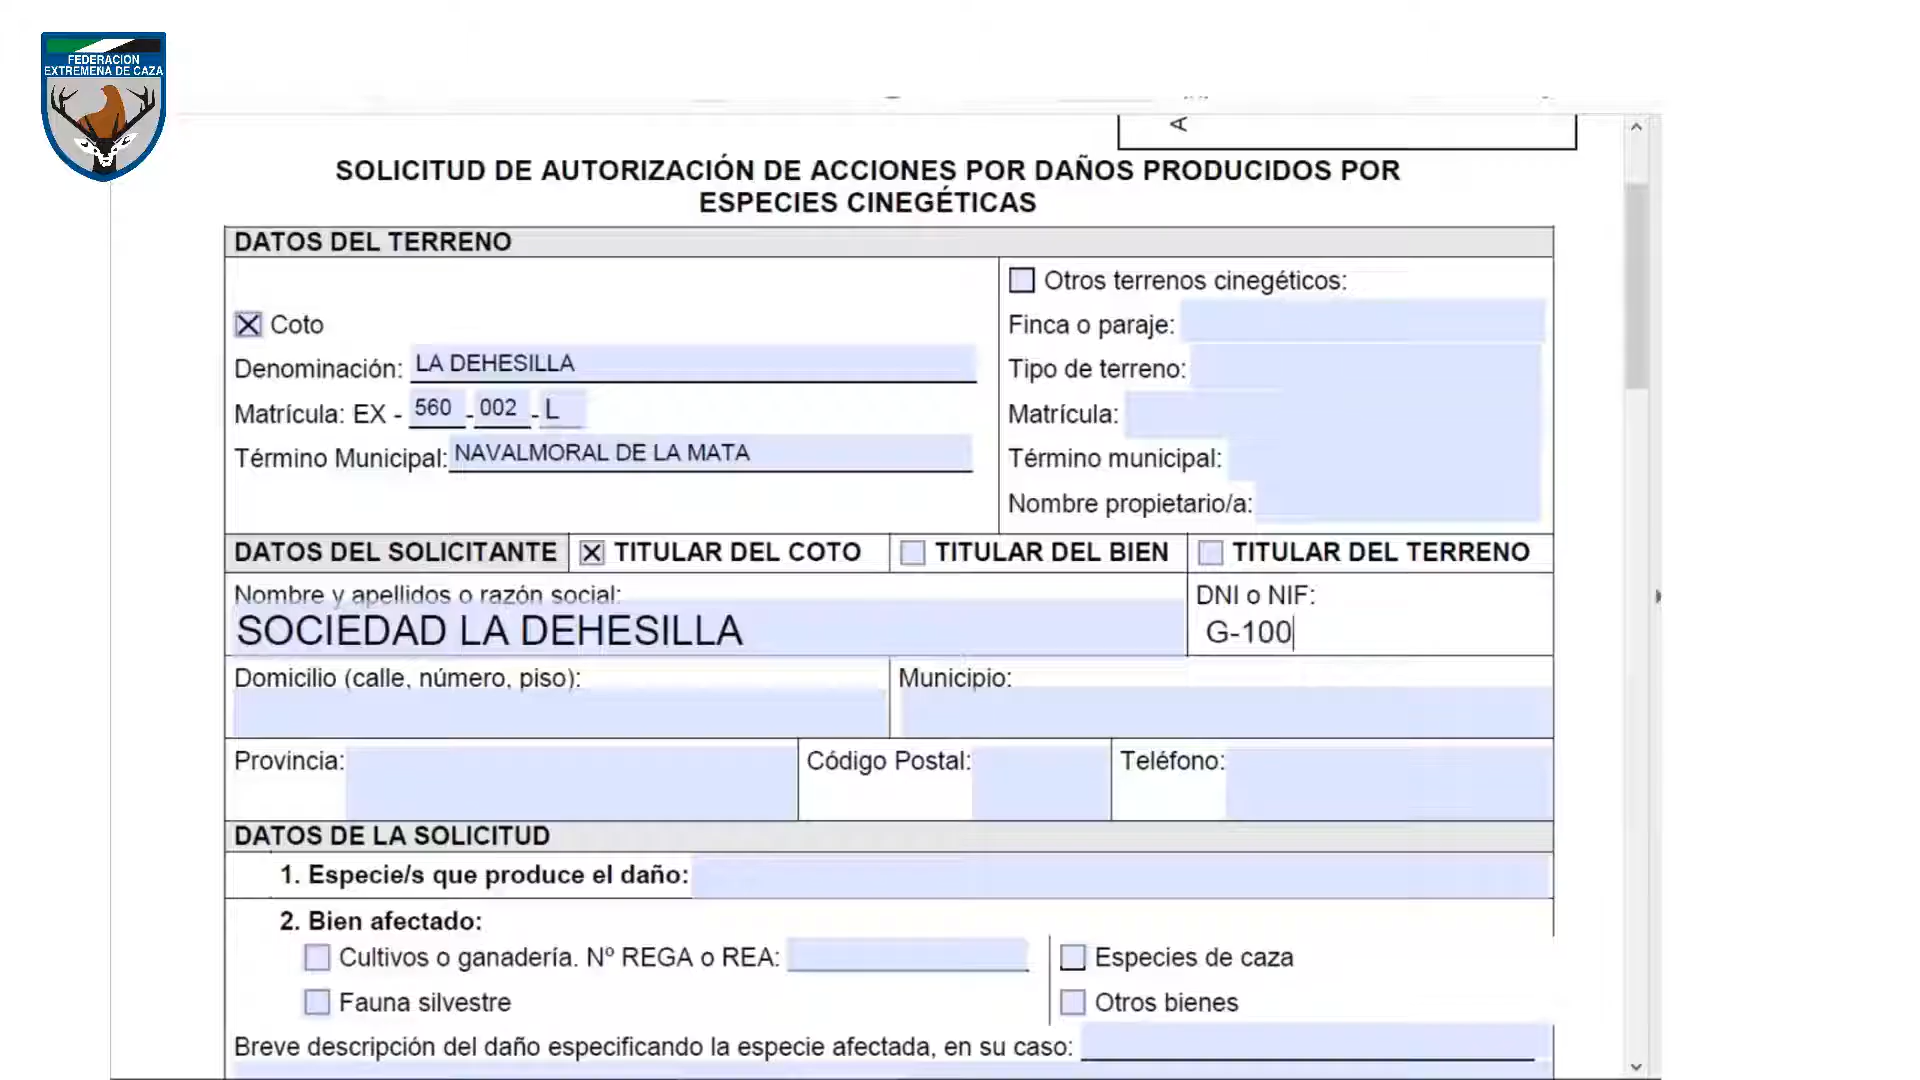 FEDERACION
EXTREMEÑA DE CAZA
A
SOLICITUD DE AUTORIZACIÓN DE ACCIONES POR DAÑOS PRODUCIDOS POR
ESPECIES CINEGÉTICAS
DATOS DEL TERRENO
Coto
Denominación: LA DEHESILLA
Matrícula: EX - 560 - 002 - L
Término Municipal: NAVALMORAL DE LA MATA
Otros terrenos cinegéticos:
Finca o paraje:
Tipo de terreno:
Matrícula:
Término municipal:
Nombre propietario/a:
DATOS DEL SOLICITANTE TITULAR DEL COTO TITULAR DEL BIEN TITULAR DEL TERRENO
Nombre y apellidos o razón social:
SOCIEDAD LA DEHESILLA
DNI o NIF:
G-100
Domicilio (calle, número, piso): Municipio:
Provincia: Código Postal: Teléfono:
DATOS DE LA SOLICITUD
1. Especie/s que produce el daño:
2. Bien afectado:
Cultivos o ganadería. Nº REGA o REA: Especies de caza
Fauna silvestre Otros bienes
Breve descripción del daño especificando la especie afectada, en su caso: